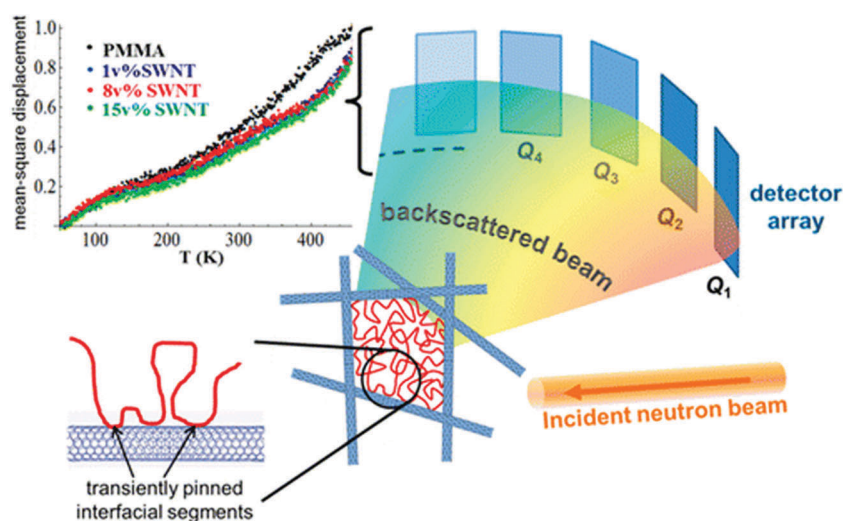 mean-square displacement
1.0
0.8
0.6
0.4
0.2
• PMMA
• 1v%SWNT
• 8v% SWNT
• 15v% SWNT
100
200
300
400
T (K)
Q4
Q3
Q2
Q1
detector
array
backscattered beam
Incident neutron beam
transiently pinned
interfacial segments